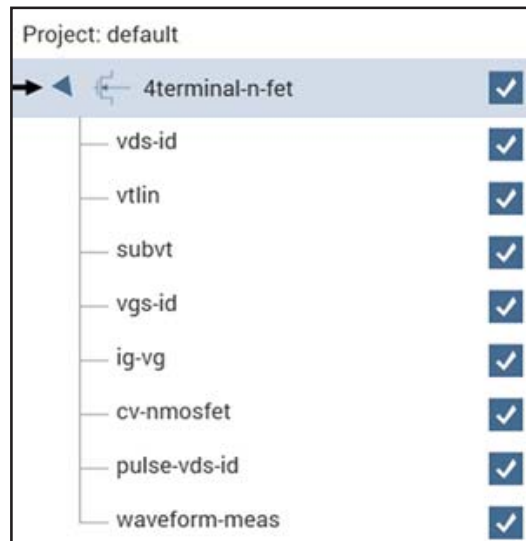 Project: default
4terminal-n-fet
vds-id
vtlin
subvt
vgs-id
ig-vg
cv-nmosfet
pulse-vds-id
waveform-meas